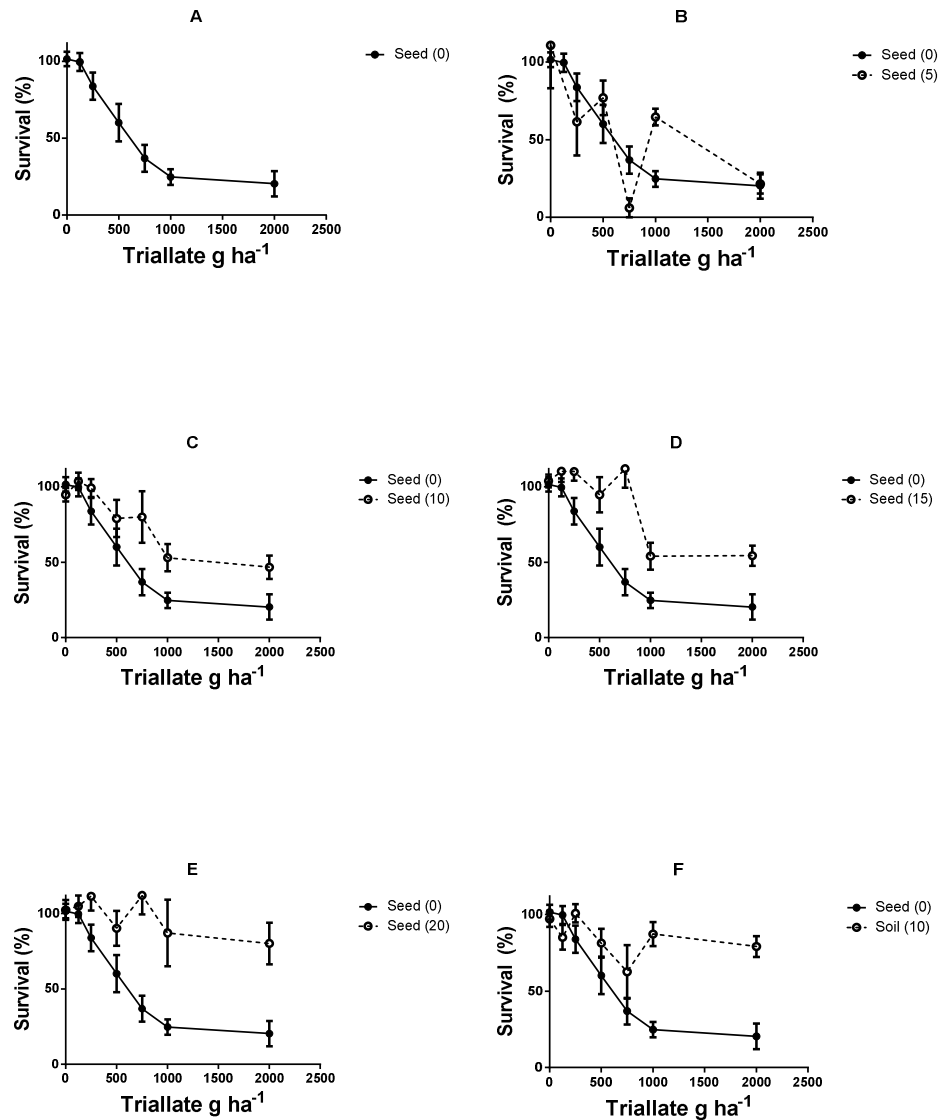 A
Survival (%)
100
50
0
0 500 1000 1500 2000 2500
Triallate g ha-1
Seed (0)
B
Survival (%)
100
50
0
0 500 1000 1500 2000 2500
Triallate g ha-1
Seed (0)
Seed (5)
C
Survival (%)
100
50
0
0 500 1000 1500 2000 2500
Triallate g ha-1
Seed (0)
Seed (10)
D
Survival (%)
100
50
0
0 500 1000 1500 2000 2500
Triallate g ha-1
Seed (0)
Seed (15)
E
Survival (%)
100
50
0
0 500 1000 1500 2000 2500
Triallate g ha-1
Seed (0)
Seed (20)
F
Survival (%)
100
50
0
0 500 1000 1500 2000 2500
Triallate g ha-1
Seed (0)
Soil (10)